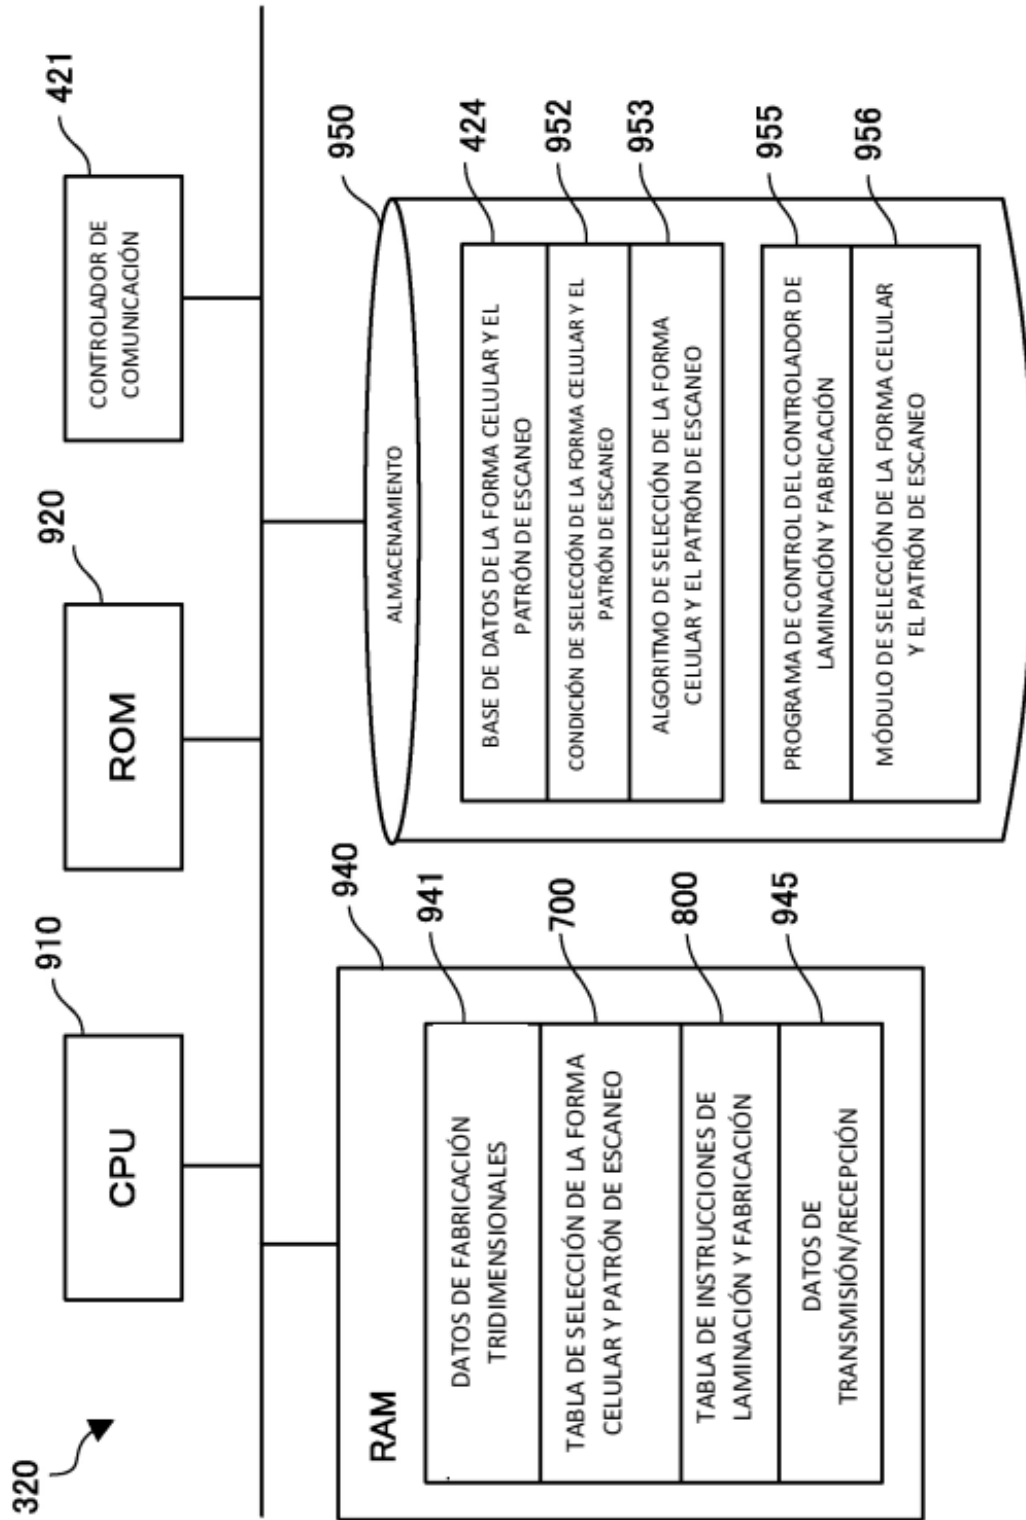 320
CPU
910
ROM
920
CONTROLADOR DE
COMUNICACIÓN
421
RAM
940
DATOS DE FABRICACIÓN
TRIDIMENSIONALES
941
TABLA DE SELECCIÓN DE LA FORMA
CELULAR Y PATRÓN DE ESCANEO
700
TABLA DE INSTRUCCIONES DE
LAMINACIÓN Y FABRICACIÓN
800
DATOS DE
TRANSMISIÓN/RECEPCIÓN
945
ALMACENAMIENTO
950
BASE DE DATOS DE LA FORMA CELULAR Y EL
PATRÓN DE ESCANEO
424
CONDICIÓN DE SELECCIÓN DE LA FORMA CELULAR Y EL
PATRÓN DE ESCANEO
952
ALGORITMO DE SELECCIÓN DE LA FORMA
CELULAR Y EL PATRÓN DE ESCANEO
953
PROGRAMA DE CONTROL DEL CONTROLADOR DE
LAMINACIÓN Y FABRICACIÓN
955
MÓDULO DE SELECCIÓN DE LA FORMA CELULAR
Y EL PATRÓN DE ESCANEO
956